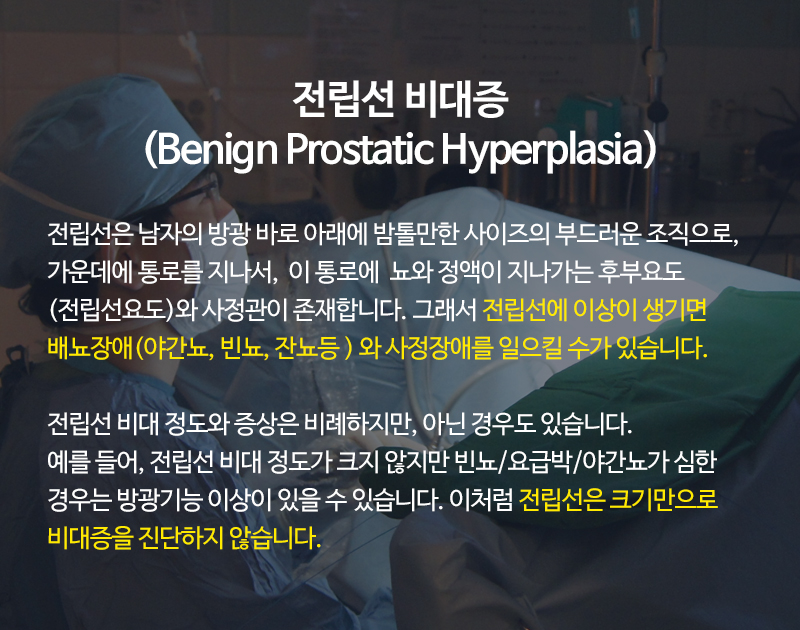 전립선 비대증
(Benign Prostatic Hyperplasia)
전립선은 남자의 방광 바로 아래에 밤톨만한 사이즈의 부드러운 조직으로,
가운데에 통로를 지나서, 이 통로에 뇨와 정액이 지나가는 후부요도
(전립선요도)와 사정관이 존재합니다. 그래서 전립선에 이상이 생기면
배뇨장애(야간뇨, 빈뇨, 잔뇨등 ) 와 사정장애를 일으킬 수가 있습니다.
전립선 비대 정도와 증상은 비례하지만, 아닌 경우도 있습니다.
예를 들어, 전립선 비대 정도가 크지 않지만 빈뇨/요급박/야간뇨가 심한
경우는 방광기능 이상이 있을 수 있습니다. 이처럼 전립선은 크기만으로
비대증을 진단하지 않습니다.